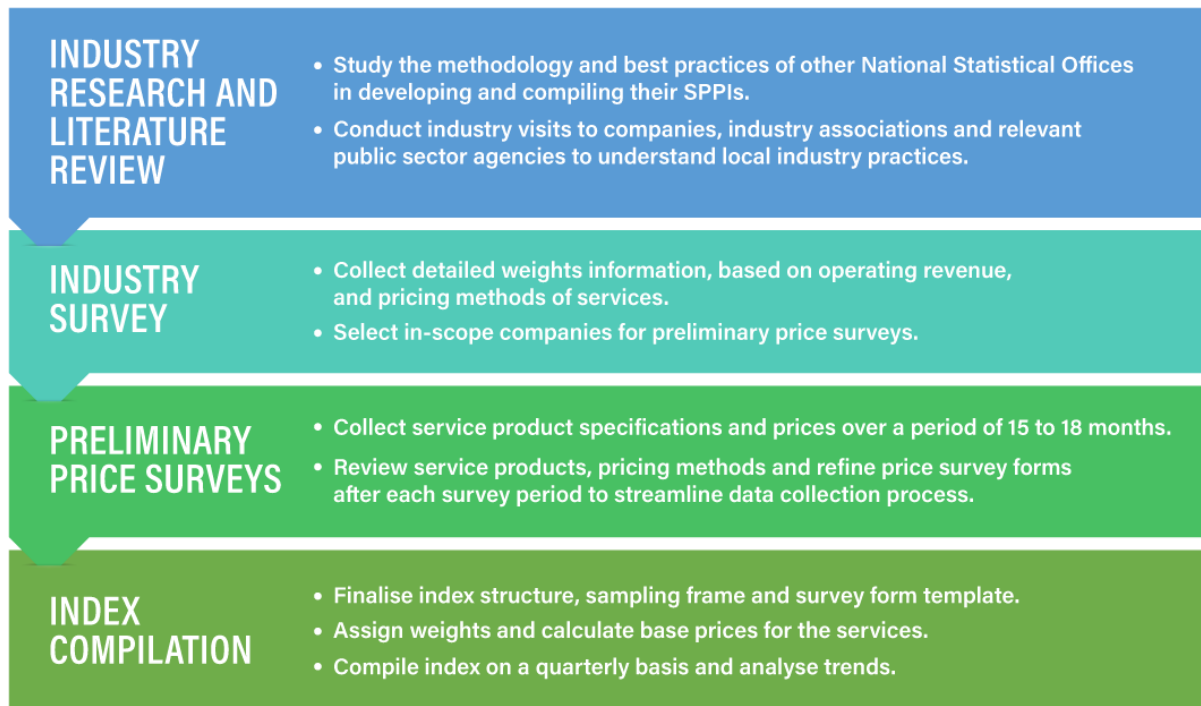 INDUSTRY
RESEARCH AND
LITERATURE
REVIEW
• Study the methodology and best practices of other National Statistical Offices
in developing and compiling their SPPIs.
• Conduct industry visits to companies, industry associations and relevant
public sector agencies to understand local industry practices.
INDUSTRY
SURVEY
• Collect detailed weights information, based on operating revenue,
and pricing methods of services.
• Select in-scope companies for preliminary price surveys.
PRELIMINARY
PRICE SURVEYS
• Collect service product specifications and prices over a period of 15 to 18 months.
• Review service products, pricing methods and refine price survey forms
after each survey period to streamline data collection process.
INDEX
COMPILATION
• Finalise index structure, sampling frame and survey form template.
• Assign weights and calculate base prices for the services.
• Compile index on a quarterly basis and analyse trends.